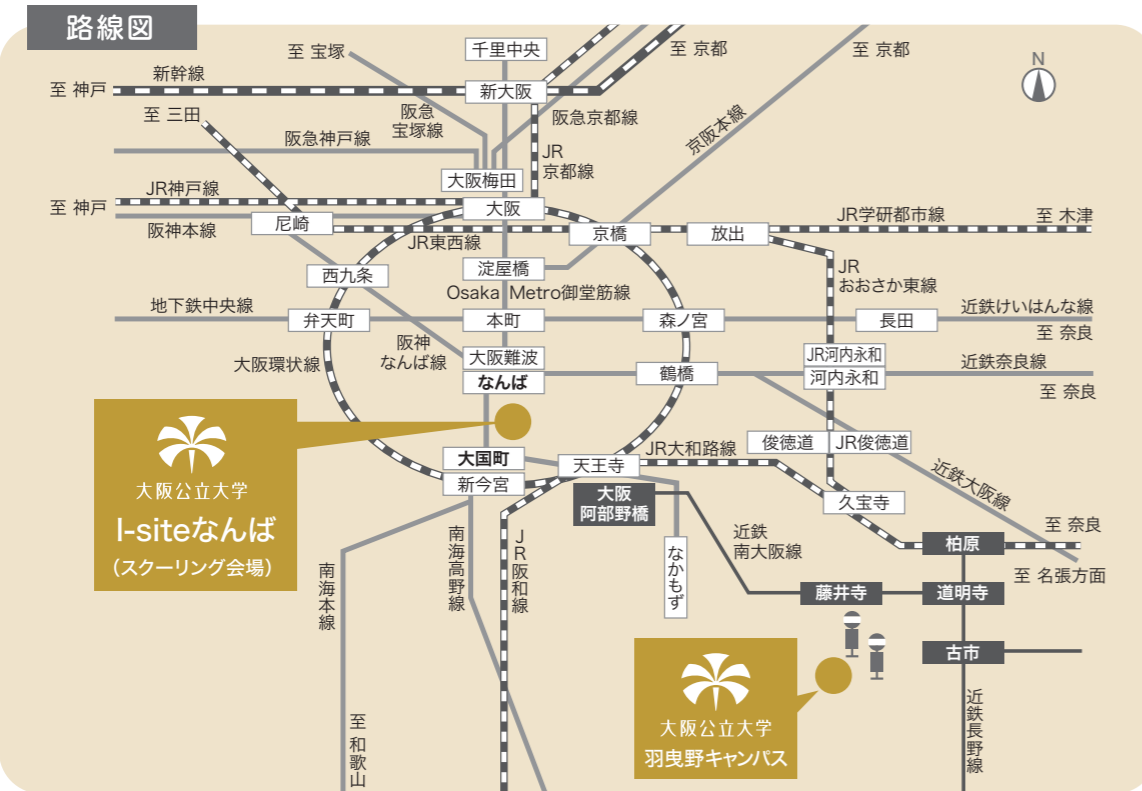 路線図
至 宝塚
千里中央
至 京都
至 京都
N
新幹線
至 神戸
新大阪
至 三田
阪急
宝塚線
阪急京都線
京阪本線
阪急神戸線
JR
京都線
大阪梅田
JR神戸線
至 神戸
大阪
阪神本線
尼崎
JR東西線
京橋
放出
JR学研都市線
至 木津
西九条
淀屋橋
JR
おおさか東線
Osaka Metro御堂筋線
地下鉄中央線
弁天町
本町
森ノ宮
長田
近鉄けいはんな線
至 奈良
大阪環状線
阪神
なんば線
大阪難波
なんば
鶴橋
JR河内永和
河内永和
近鉄奈良線
至 奈良
大阪公立大学
I-siteなんば
(スクーリング会場)
大国町
新今宮
天王寺
JR大和路線
俊徳道
JR俊徳道
近鉄大阪線
大阪
阿部野橋
久宝寺
至 奈良
近鉄
南大阪線
柏原
至 名張方面
南海本線
南海高野線
JR阪和線
なかもず
藤井寺
道明寺
古市
大阪公立大学
羽曳野キャンパス
近鉄長野線
至 和歌山